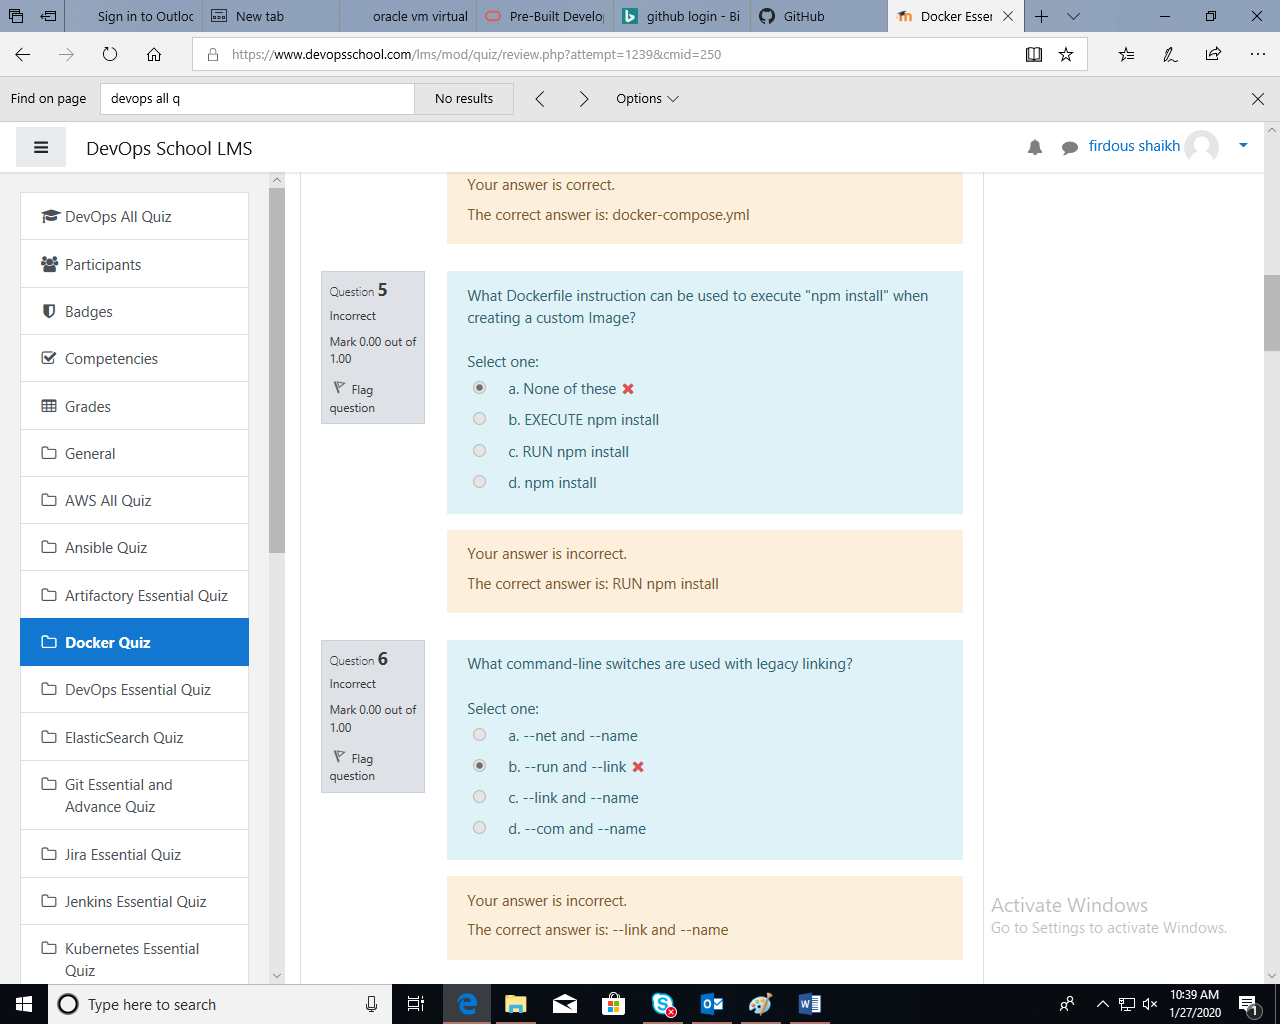 Sign in to Outloc
New tab
oracle vm virtual
Pre-Built Develo
github login - Bi
GitHub
Docker Esser
https://www.devopsschool.com/lms/mod/quiz/review.php?attempt=1239&cmid=250
Find on page
devops all q
No results
Options
DevOps School LMS
firdous shaikh
DevOps All Quiz
Participants
Badges
Competencies
Grades
General
AWS All Quiz
Ansible Quiz
Artifactory Essential Quiz
Docker Quiz
DevOps Essential Quiz
ElasticSearch Quiz
Git Essential and
Advance Quiz
Jira Essential Quiz
Jenkins Essential Quiz
Kubernetes Essential
Quiz
Your answer is correct.
The correct answer is: docker-compose.yml
Question 5
Incorrect
Mark 0.00 out of
1.00
Flag
question
What Dockerfile instruction can be used to execute "npm install" when
creating a custom Image?
Select one:
a. None of these
b. EXECUTE npm install
c. RUN npm install
d. npm install
Your answer is incorrect.
The correct answer is: RUN npm install
Question 6
Incorrect
Mark 0.00 out of
1.00
Flag
question
What command-line switches are used with legacy linking?
Select one:
a. --net and --name
b. --run and --link
c. --link and --name
d. --com and --name
Your answer is incorrect.
The correct answer is: --link and --name
Activate Windows
Go to Settings to activate Windows.
Type here to search
10:39 AM
1/27/2020
1